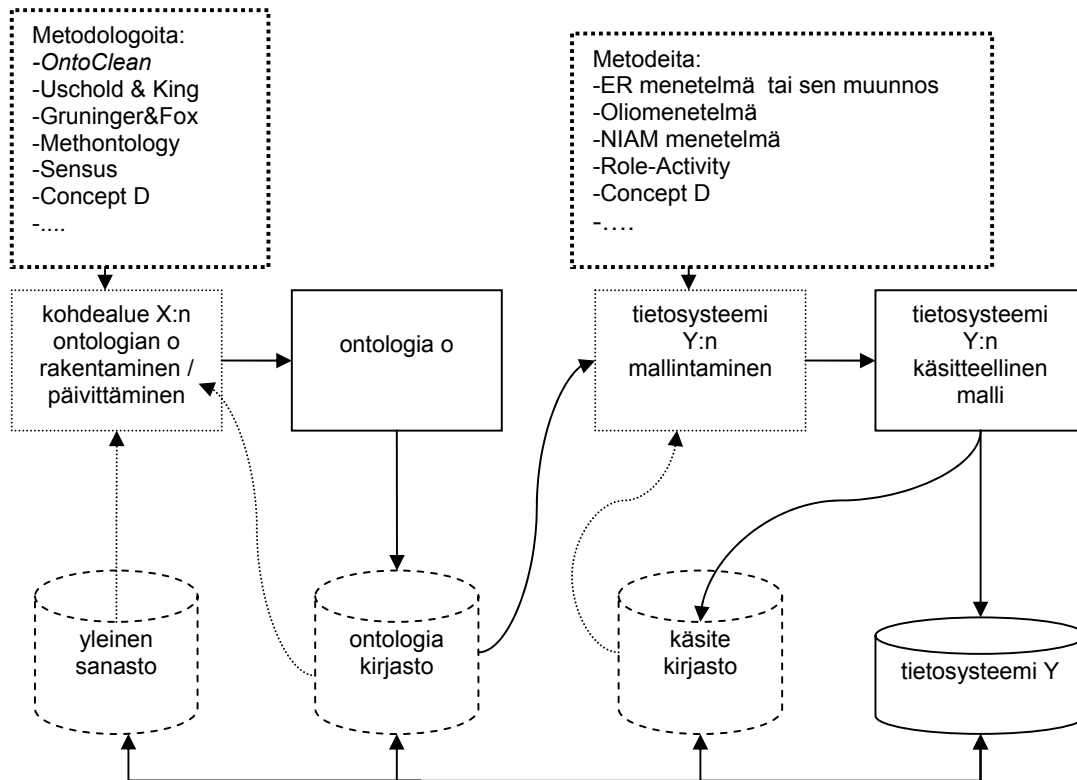 Metodologoita:
-OntoClean
-Uschold & King
-Gruninger&Fox
-Methontology
-Sensus
-Concept D
-....
Metodeita:
-ER menetelmä tai sen muunnos
-Oliomenetelmä
-NIAM menetelmä
-Role-Activity
-Concept D
-....
kohdealue X:n
ontologian o
rakentaminen /
päivittäminen
ontologia o
tietosysteemi
Y:n
mallintaminen
tietosysteemi
Y:n
käsitteellinen
malli
yleinen
sanasto
ontologia
kirjasto
käsite
kirjasto
tietosysteemi Y